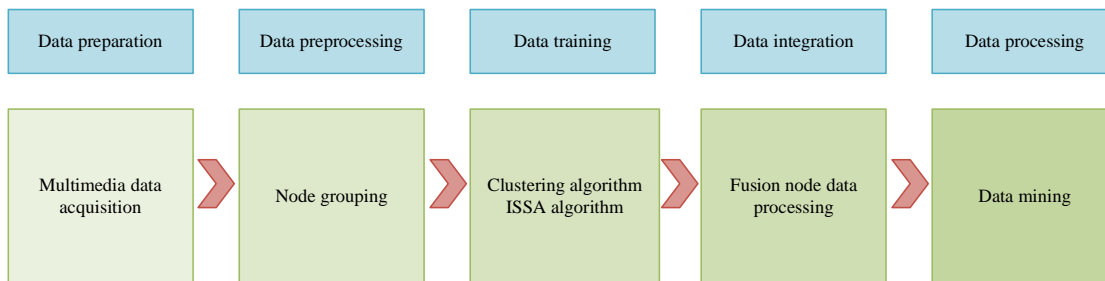 Data preparation
Data preprocessing
Data training
Data integration
Data processing
Multimedia data
acquisition
Node grouping
Clustering algorithm
ISSA algorithm
Fusion node data
processing
Data mining